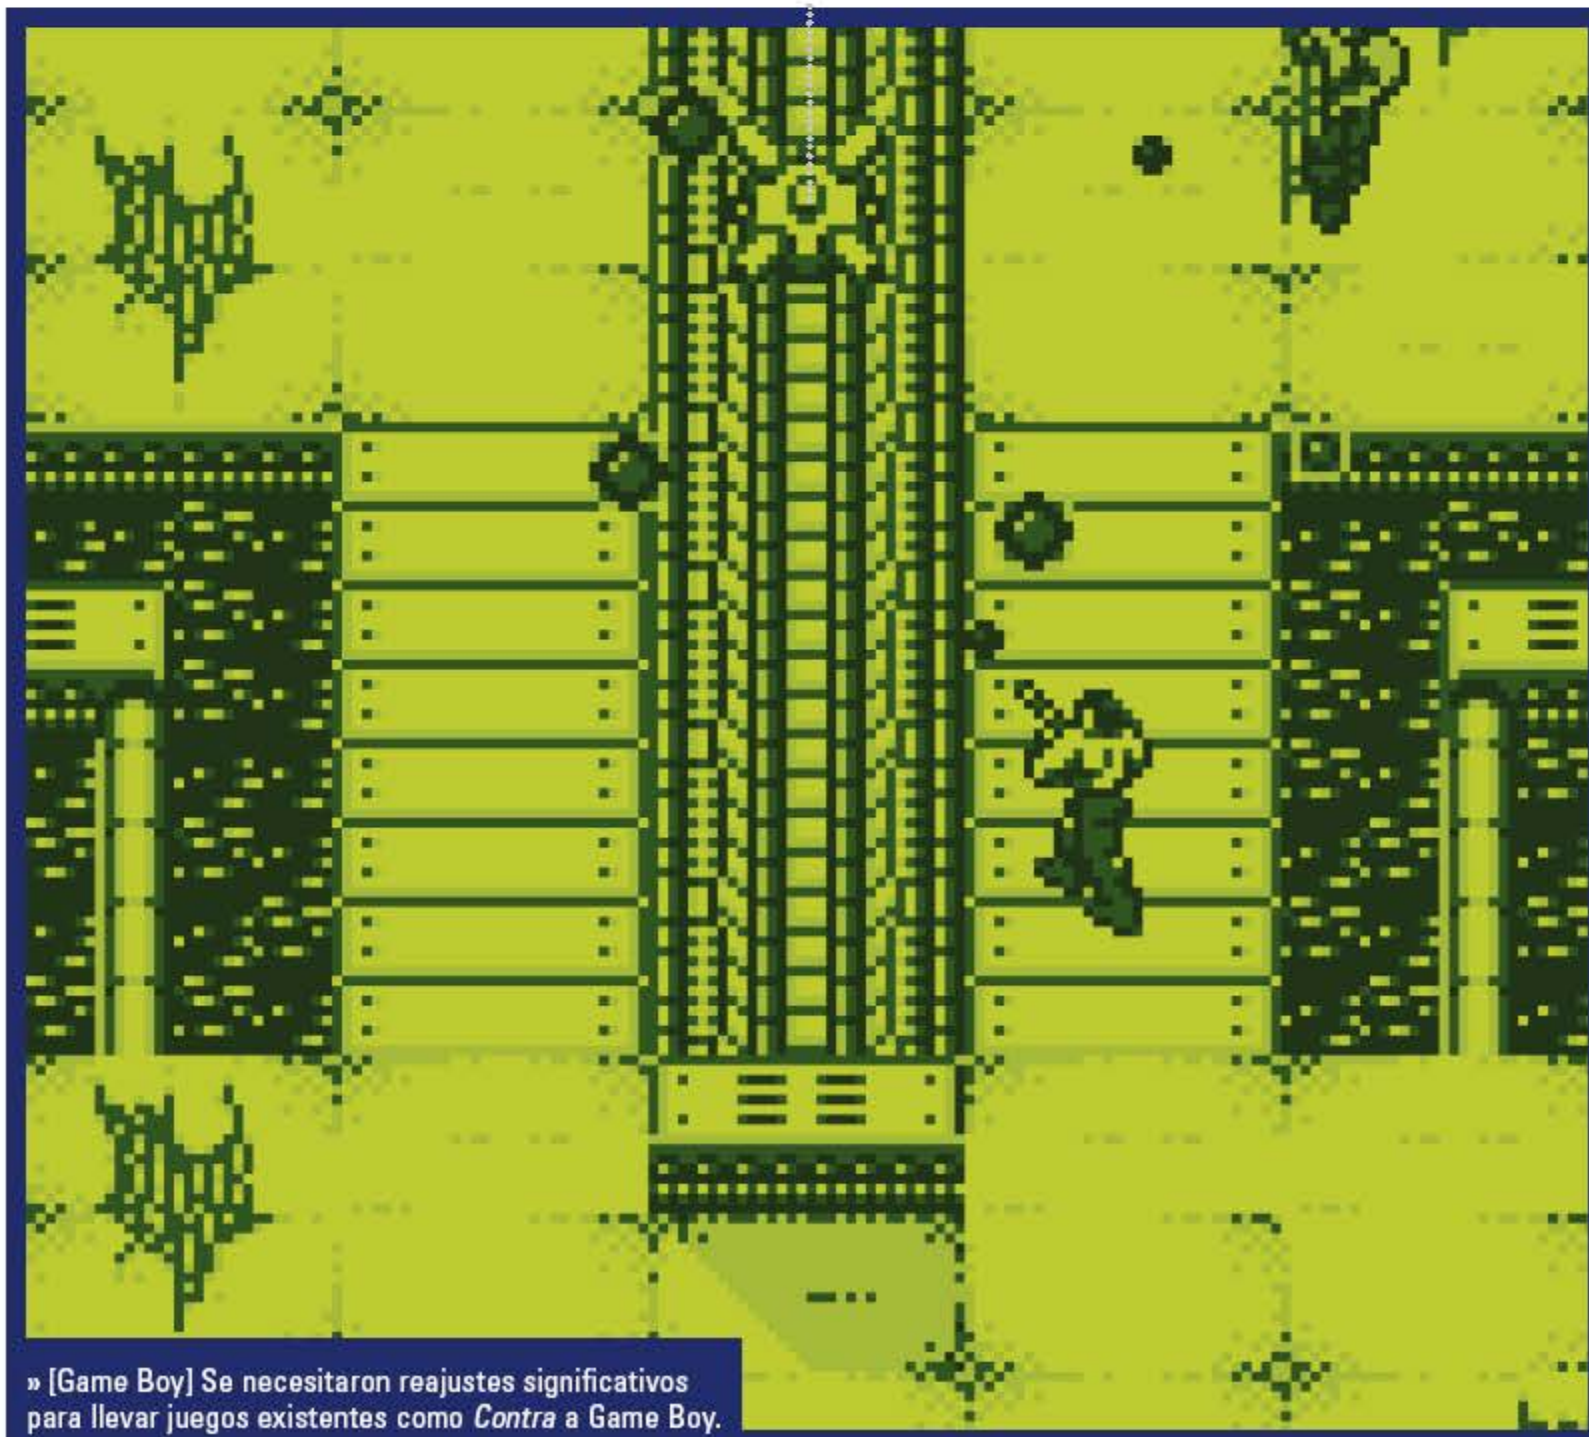 » [Game Boy] Se necesitaron reajustes significativos
para llevar juegos existentes como Contra a Game Boy.